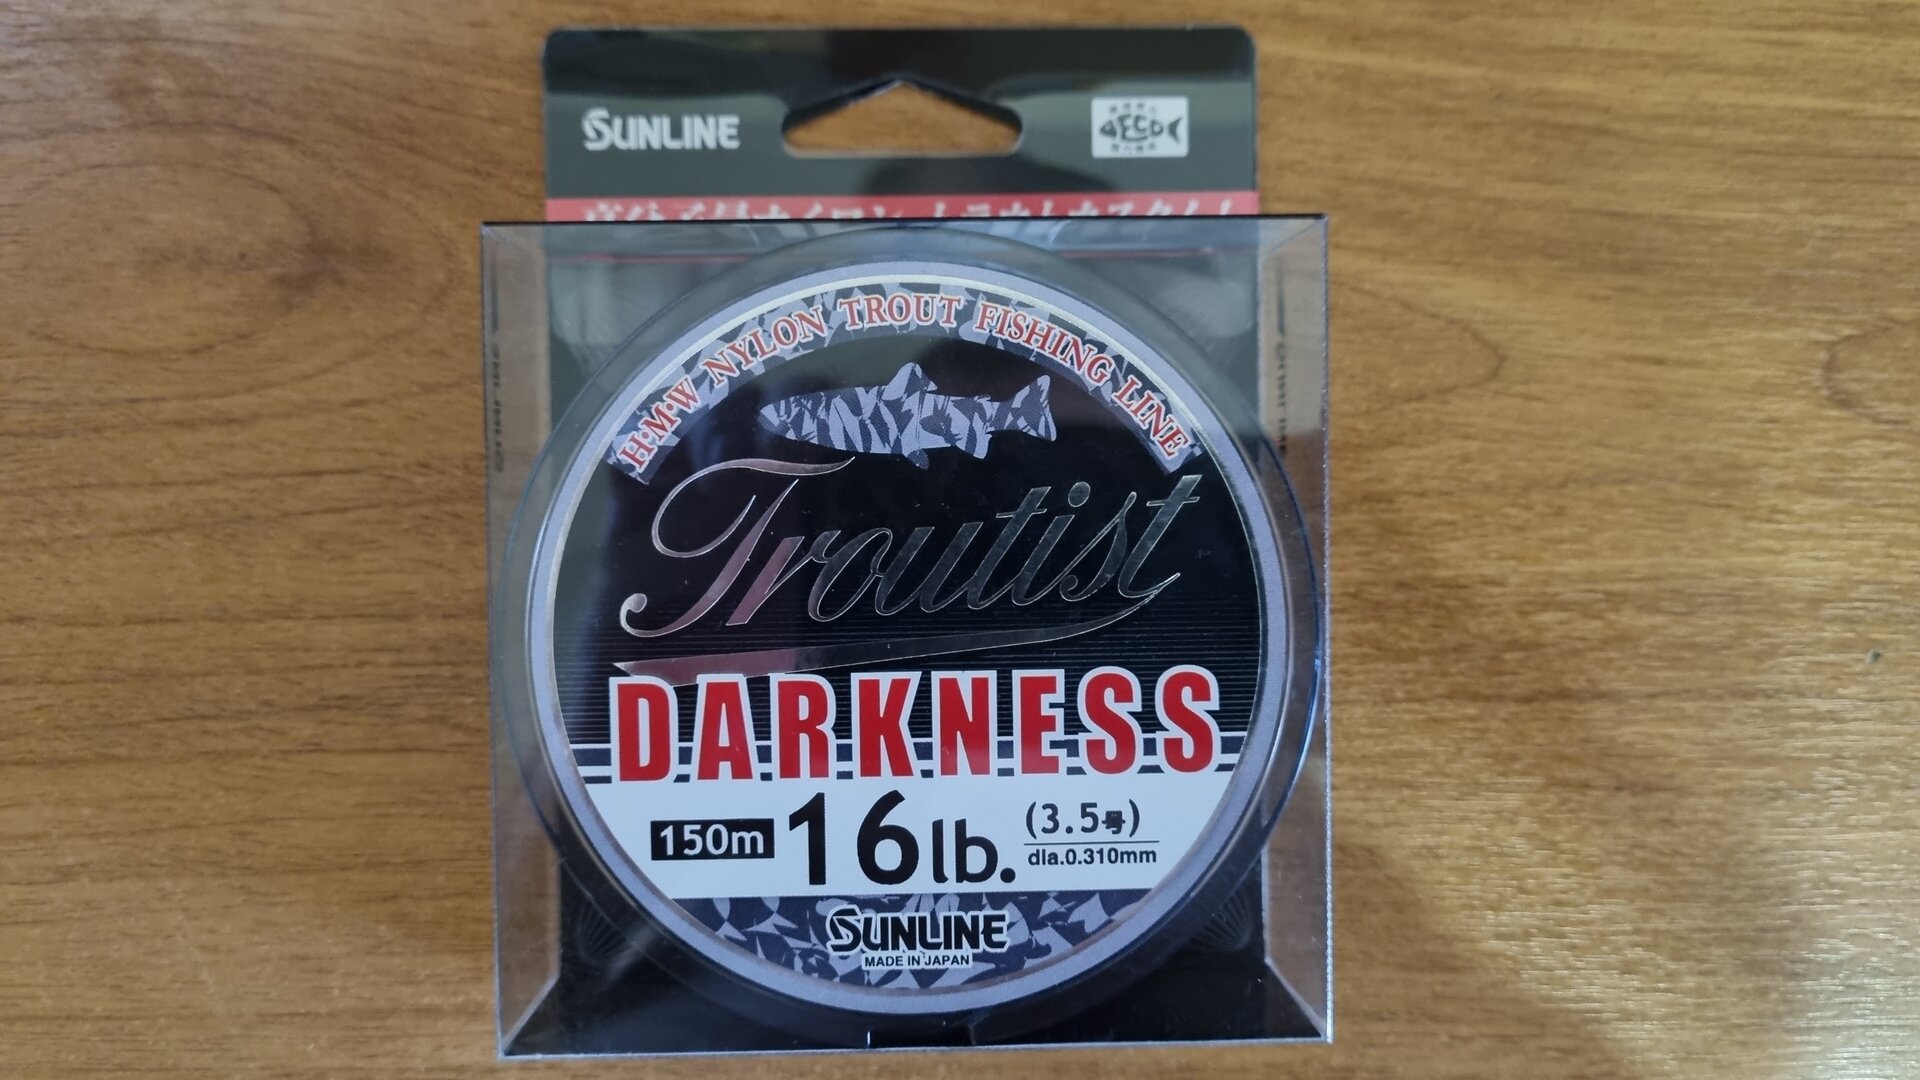 SUNLINE
ECO
H·M·W NYLON TROUT FISHING LINE
Troutist
DARKNESS
150m 16lb. (3.5号)
dia.0.310mm
SUNLINE
MADE IN JAPAN